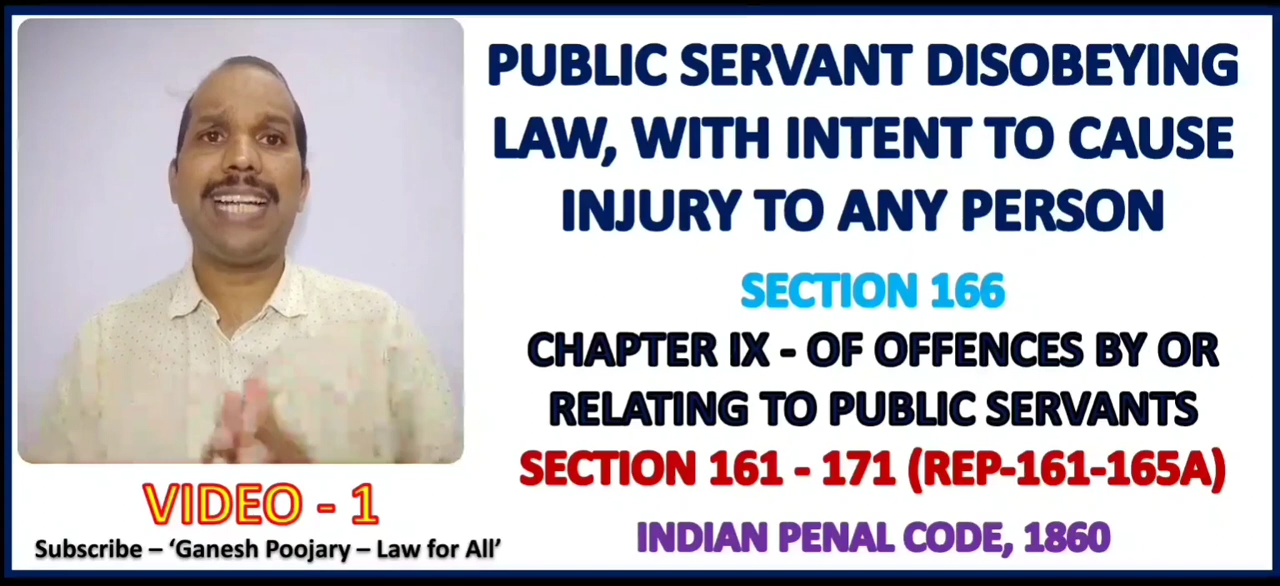 PUBLIC SERVANT DISOBEYING
LAW, WITH INTENT TO CAUSE
INJURY TO ANY PERSON
SECTION 166
CHAPTER IX - OF OFFENCES BY OR
RELATING TO PUBLIC SERVANTS
SECTION 161 - 171 (REP-161-165A)
INDIAN PENAL CODE, 1860
VIDEO - 1
Subscribe – ‘Ganesh Poojary – Law for All’